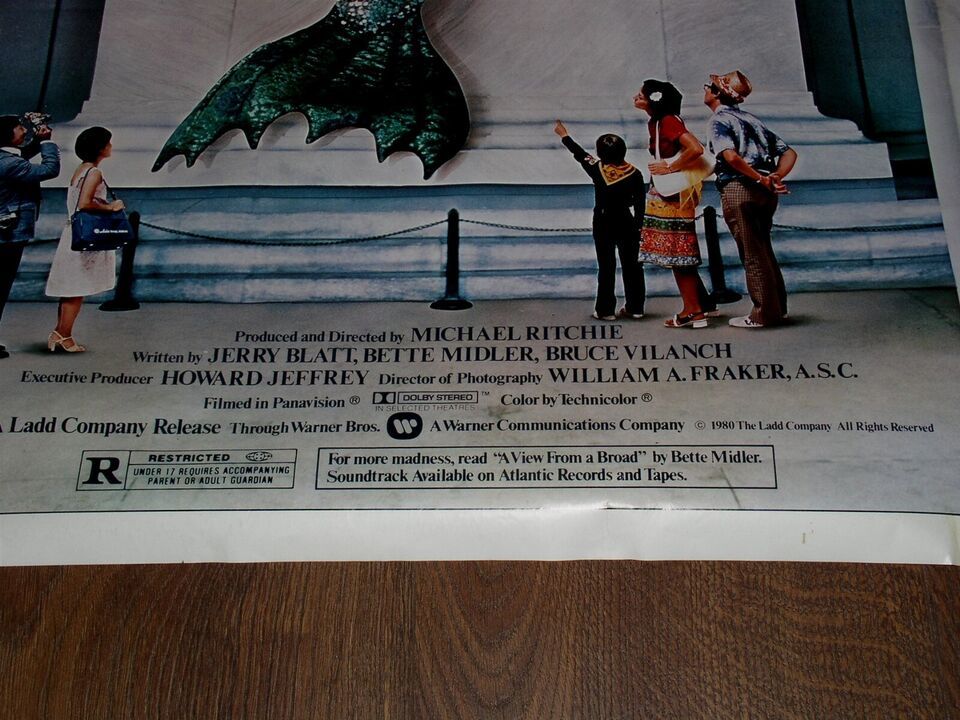 Produced and Directed by MICHAEL RITCHIE
Written by JERRY BLATT, BETTE MIDLER, BRUCE VILANCH
Executive Producer HOWARD JEFFREY Director of Photography WILLIAM A. FRAKER, A.S.C.
Filmed in Panavision ® DOLBY STEREO ™ IN SELECTED THEATRES Color by Technicolor ®
A Ladd Company Release Through Warner Bros. A Warner Communications Company © 1980 The Ladd Company All Rights Reserved
R RESTRICTED
UNDER 17 REQUIRES ACCOMPANYING
PARENT OR ADULT GUARDIAN
For more madness, read "A View From a Broad" by Bette Midler.
Soundtrack Available on Atlantic Records and Tapes.